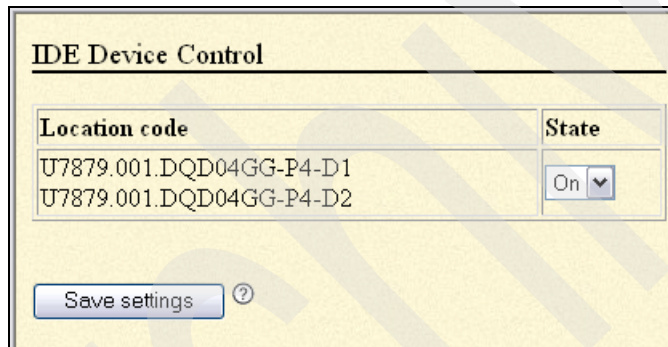 IDE Device Control
Location code State
U7879.001.DQD04GG-P4-D1
U7879.001.DQD04GG-P4-D2
On
Save settings ?